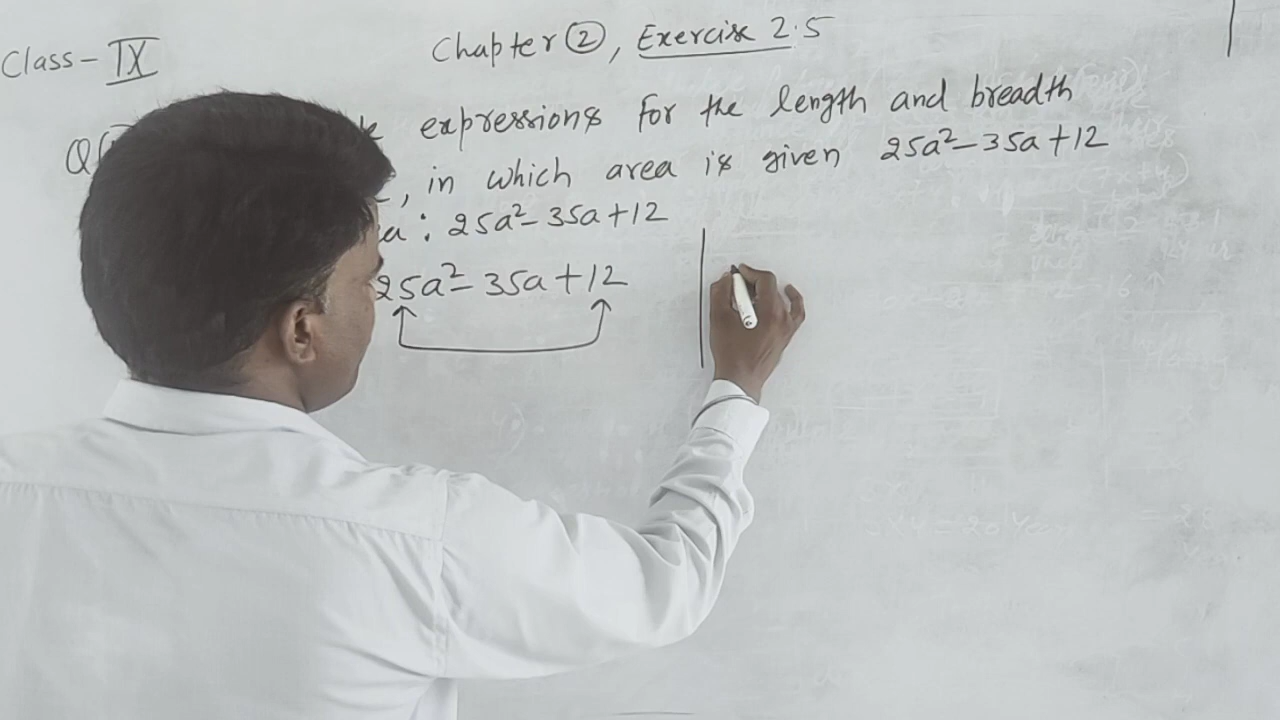 Class - IX
Chapter ②, Exercise 2.5
expressions for the length and breadth
, in which area is given 25a² - 35a + 12
a : 25a² - 35a + 12
25a² - 35a + 12